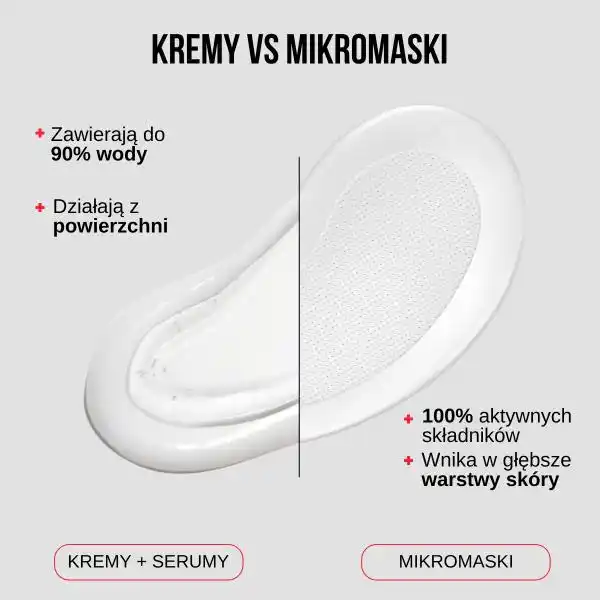 KREMY VS MIKROMASKI
Zawierają do
90% wody
Działają z
powierzchni
100% aktywnych
składników
Wnika w głębsze
warstwy skóry
KREMY + SERUMY
MIKROMASKI